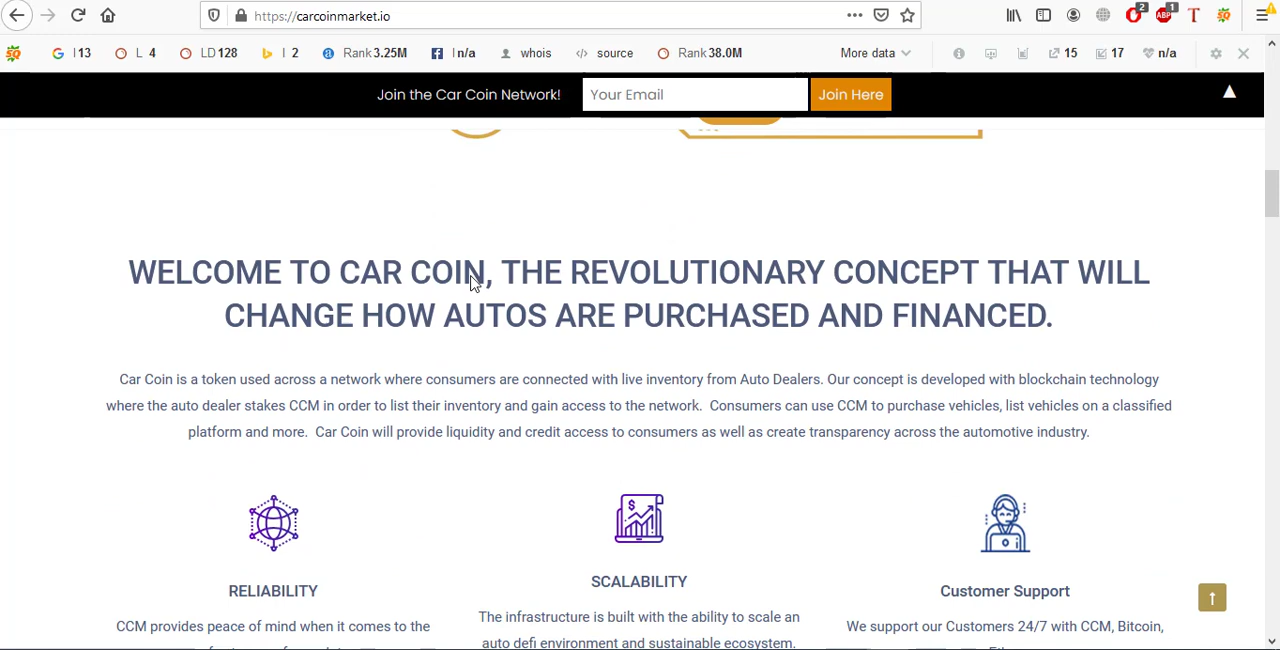 https://carcoinmarket.io
2
1
I 13
L 4
LD 128
I 2
Rank 3.25M
I n/a
whois
source
Rank 38.0M
More data
15
17
n/a
Join the Car Coin Network!
Your Email
Join Here
WELCOME TO CAR COIN, THE REVOLUTIONARY CONCEPT THAT WILL
CHANGE HOW AUTOS ARE PURCHASED AND FINANCED.
Car Coin is a token used across a network where consumers are connected with live inventory from Auto Dealers. Our concept is developed with blockchain technology
where the auto dealer stakes CCM in order to list their inventory and gain access to the network. Consumers can use CCM to purchase vehicles, list vehicles on a classified
platform and more. Car Coin will provide liquidity and credit access to consumers as well as create transparency across the automotive industry.
RELIABILITY
CCM provides peace of mind when it comes to the
SCALABILITY
The infrastructure is built with the ability to scale an
auto defi environment and sustainable ecosystem.
Customer Support
We support our Customers 24/7 with CCM, Bitcoin,